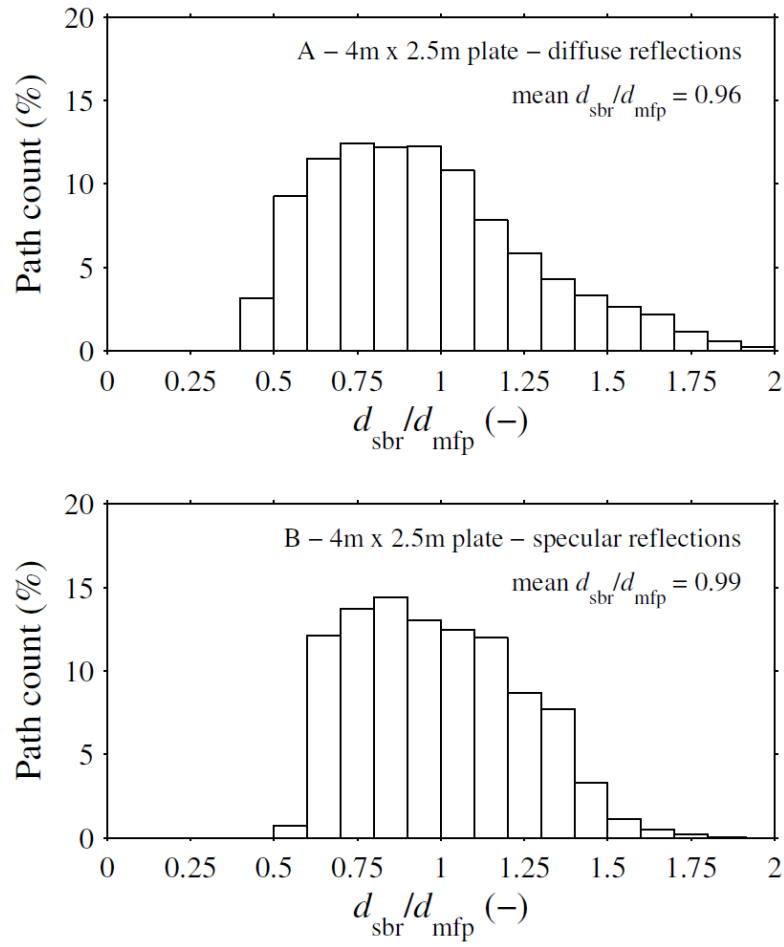 20
A – 4m x 2.5m plate – diffuse reflections
mean d_sbr/d_mfp = 0.96
15
Path count (%)
10
5
0
0 0.25 0.5 0.75 1 1.25 1.5 1.75 2
d_sbr/d_mfp (−)
20
B – 4m x 2.5m plate – specular reflections
mean d_sbr/d_mfp = 0.99
15
Path count (%)
10
5
0
0 0.25 0.5 0.75 1 1.25 1.5 1.75 2
d_sbr/d_mfp (−)